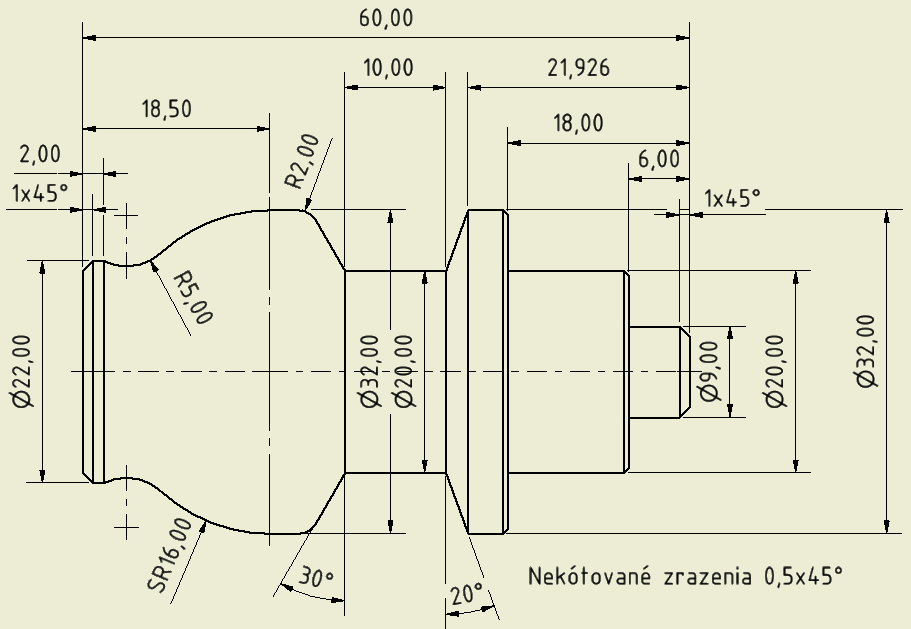 60,00
10,00
21,926
18,50
18,00
2,00
R2,00
6,00
1x45°
1x45°
R5,00
Ø22,00
Ø32,00
Ø20,00
Ø9,00
Ø20,00
Ø32,00
SR16,00
30°
20°
Nekótované zrazenia 0,5x45°